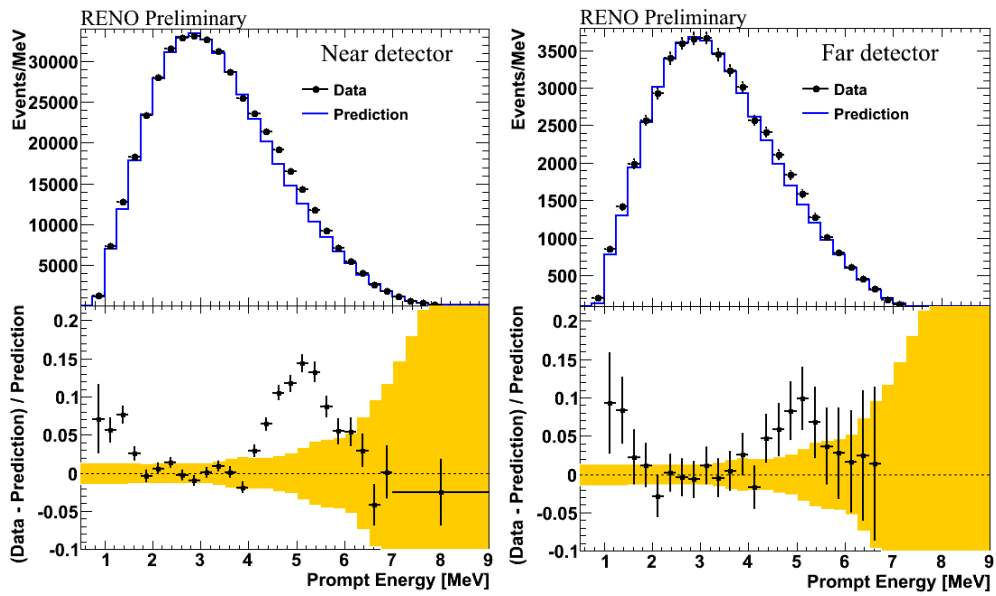 RENO Preliminary
Near detector
Data
Prediction
Events/MeV
30000
25000
20000
15000
10000
5000
(Data - Prediction) / Prediction
0.2
0.15
0.1
0.05
0
-0.05
-0.1
1 2 3 4 5 6 7 8 9
Prompt Energy [MeV]
RENO Preliminary
Far detector
Data
Prediction
Events/MeV
3500
3000
2500
2000
1500
1000
500
(Data - Prediction) / Prediction
0.2
0.15
0.1
0.05
0
-0.05
-0.1
1 2 3 4 5 6 7 8 9
Prompt Energy [MeV]